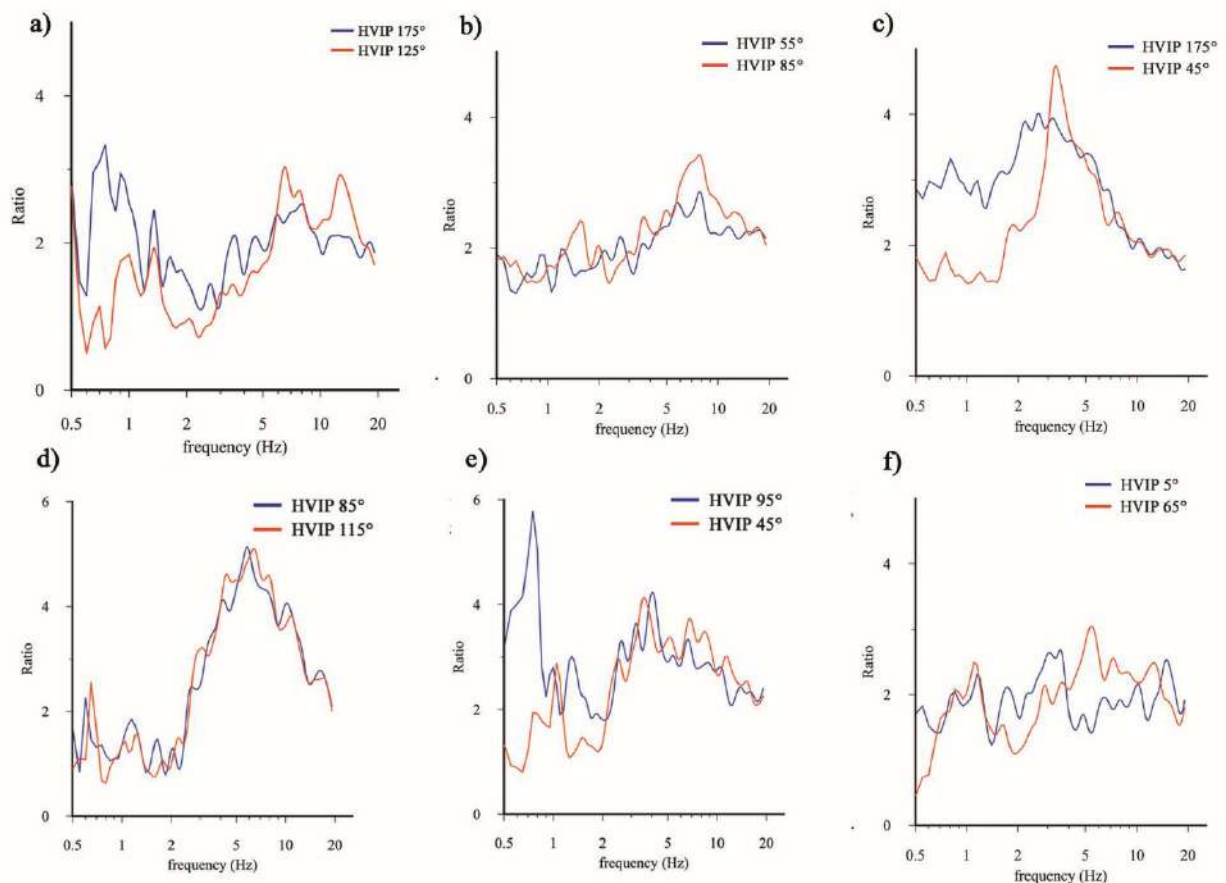 a)
HVIP 175°
HVIP 125°
4
2
0
Ratio
0.5 1 2 5 10 20
frequency (Hz)
b)
HVIP 55°
HVIP 85°
4
2
0
Ratio
0.5 1 2 5 10 20
frequency (Hz)
c)
HVIP 175°
HVIP 45°
4
2
0
Ratio
0.5 1 2 5 10 20
frequency (Hz)
d)
HVIP 85°
HVIP 115°
6
4
2
0
Ratio
0.5 1 2 5 10 20
frequency (Hz)
e)
HVIP 95°
HVIP 45°
6
4
2
0
Ratio
0.5 1 2 5 10 20
frequency (Hz)
f)
HVIP 5°
HVIP 65°
4
2
0
Ratio
0.5 1 2 5 10 20
frequency (Hz)